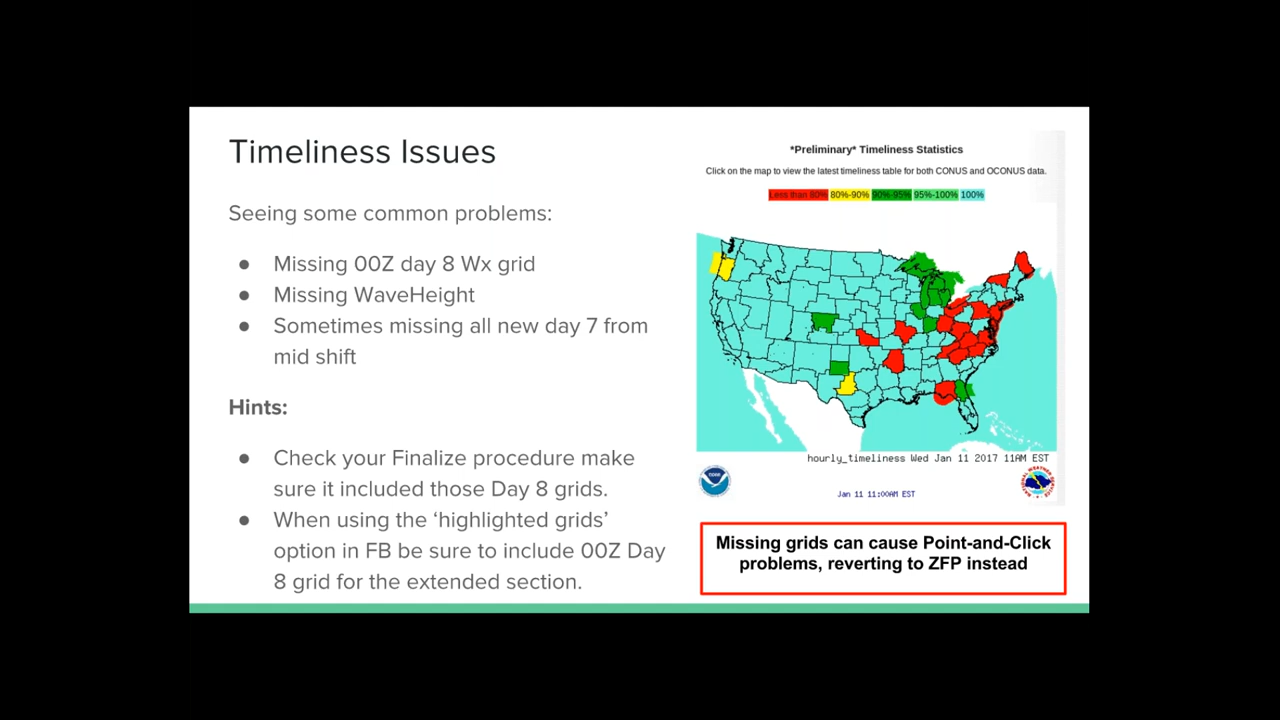 Timeliness Issues
Seeing some common problems:
● Missing 00Z day 8 Wx grid
● Missing WaveHeight
● Sometimes missing all new day 7 from
mid shift
Hints:
● Check your Finalize procedure make
sure it included those Day 8 grids.
● When using the ‘highlighted grids’
option in FB be sure to include 00Z Day
8 grid for the extended section.
*Preliminary* Timeliness Statistics
Click on the map to view the latest timeliness table for both CONUS and OCONUS data.
Less than 80% 80%-90% 90%-95% 95%-100% 100%
hourly_timeliness Wed Jan 11 2017 11AM EST
Jan 11 11:00AM EST
Missing grids can cause Point-and-Click
problems, reverting to ZFP instead